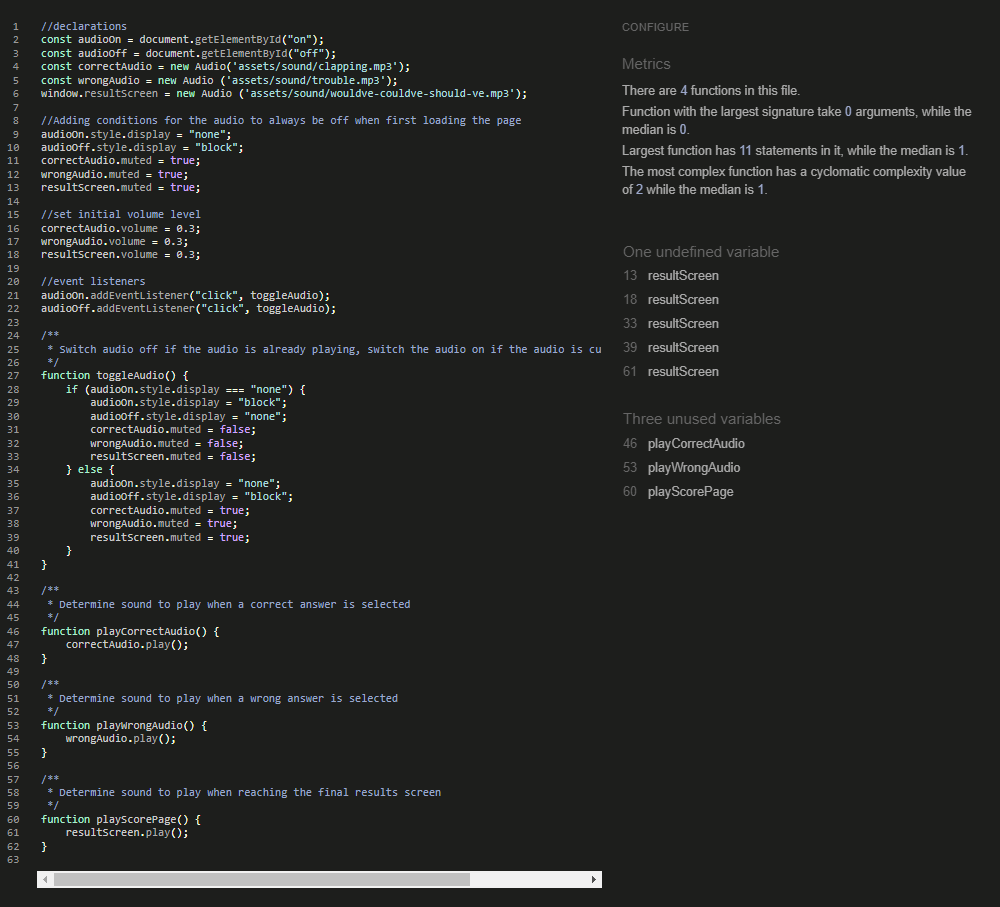 1 //declarations
2 const audioOn = document.getElementById("on");
3 const audioOff = document.getElementById("off");
4 const correctAudio = new Audio('assets/sound/clapping.mp3');
5 const wrongAudio = new Audio ('assets/sound/trouble.mp3');
6 window.resultScreen = new Audio ('assets/sound/wouldve-couldve-should-ve.mp3');
7
8 //Adding conditions for the audio to always be off when first loading the page
9 audioOn.style.display = "none";
10 audioOff.style.display = "block";
11 correctAudio.muted = true;
12 wrongAudio.muted = true;
13 resultScreen.muted = true;
14
15 //set initial volume level
16 correctAudio.volume = 0.3;
17 wrongAudio.volume = 0.3;
18 resultScreen.volume = 0.3;
19
20 //event listeners
21 audioOn.addEventListener("click", toggleAudio);
22 audioOff.addEventListener("click", toggleAudio);
23
24 /**
25  * Switch audio off if the audio is already playing, switch the audio on if the audio is cu
26  */
27 function toggleAudio() {
28     if (audioOn.style.display === "none") {
29         audioOn.style.display = "block";
30         audioOff.style.display = "none";
31         correctAudio.muted = false;
32         wrongAudio.muted = false;
33         resultScreen.muted = false;
34     } else {
35         audioOn.style.display = "none";
36         audioOff.style.display = "block";
37         correctAudio.muted = true;
38         wrongAudio.muted = true;
39         resultScreen.muted = true;
40     }
41 }
42
43 /**
44  * Determine sound to play when a correct answer is selected
45  */
46 function playCorrectAudio() {
47     correctAudio.play();
48 }
49
50 /**
51  * Determine sound to play when a wrong answer is selected
52  */
53 function playWrongAudio() {
54     wrongAudio.play();
55 }
56
57 /**
58  * Determine sound to play when reaching the final results screen
59  */
60 function playScorePage() {
61     resultScreen.play();
62 }
63
CONFIGURE
Metrics
There are 4 functions in this file.
Function with the largest signature take 0 arguments, while the
median is 0.
Largest function has 11 statements in it, while the median is 1.
The most complex function has a cyclomatic complexity value
of 2 while the median is 1.
One undefined variable
13 resultScreen
18 resultScreen
33 resultScreen
39 resultScreen
61 resultScreen
Three unused variables
46 playCorrectAudio
53 playWrongAudio
60 playScorePage